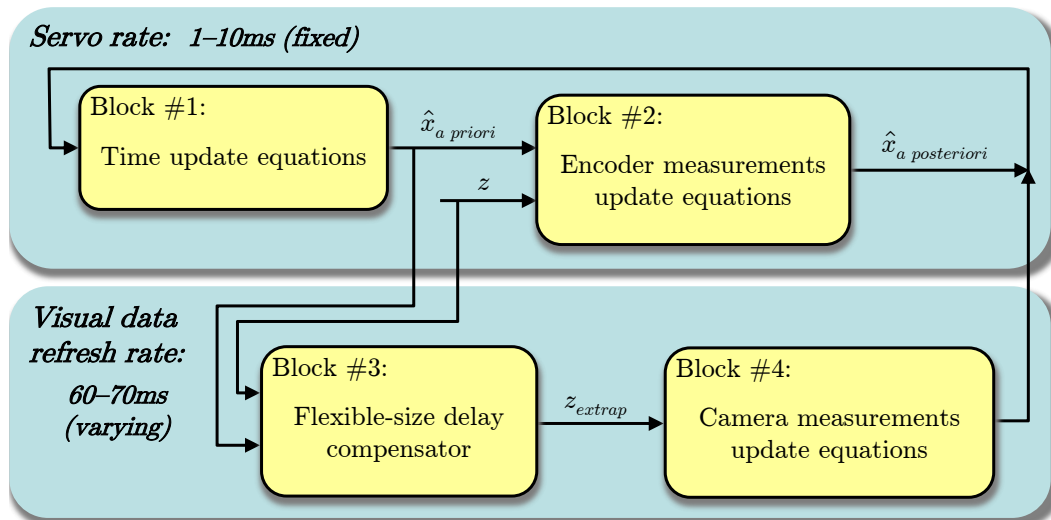 Servo rate: 1–10ms (fixed)
Block #1:
Time update equations
x̂ a priori
Block #2:
Encoder measurements
update equations
x̂ a posteriori
z
Visual data
refresh rate:
60–70ms
(varying)
Block #3:
Flexible-size delay
compensator
z extrap
Block #4:
Camera measurements
update equations